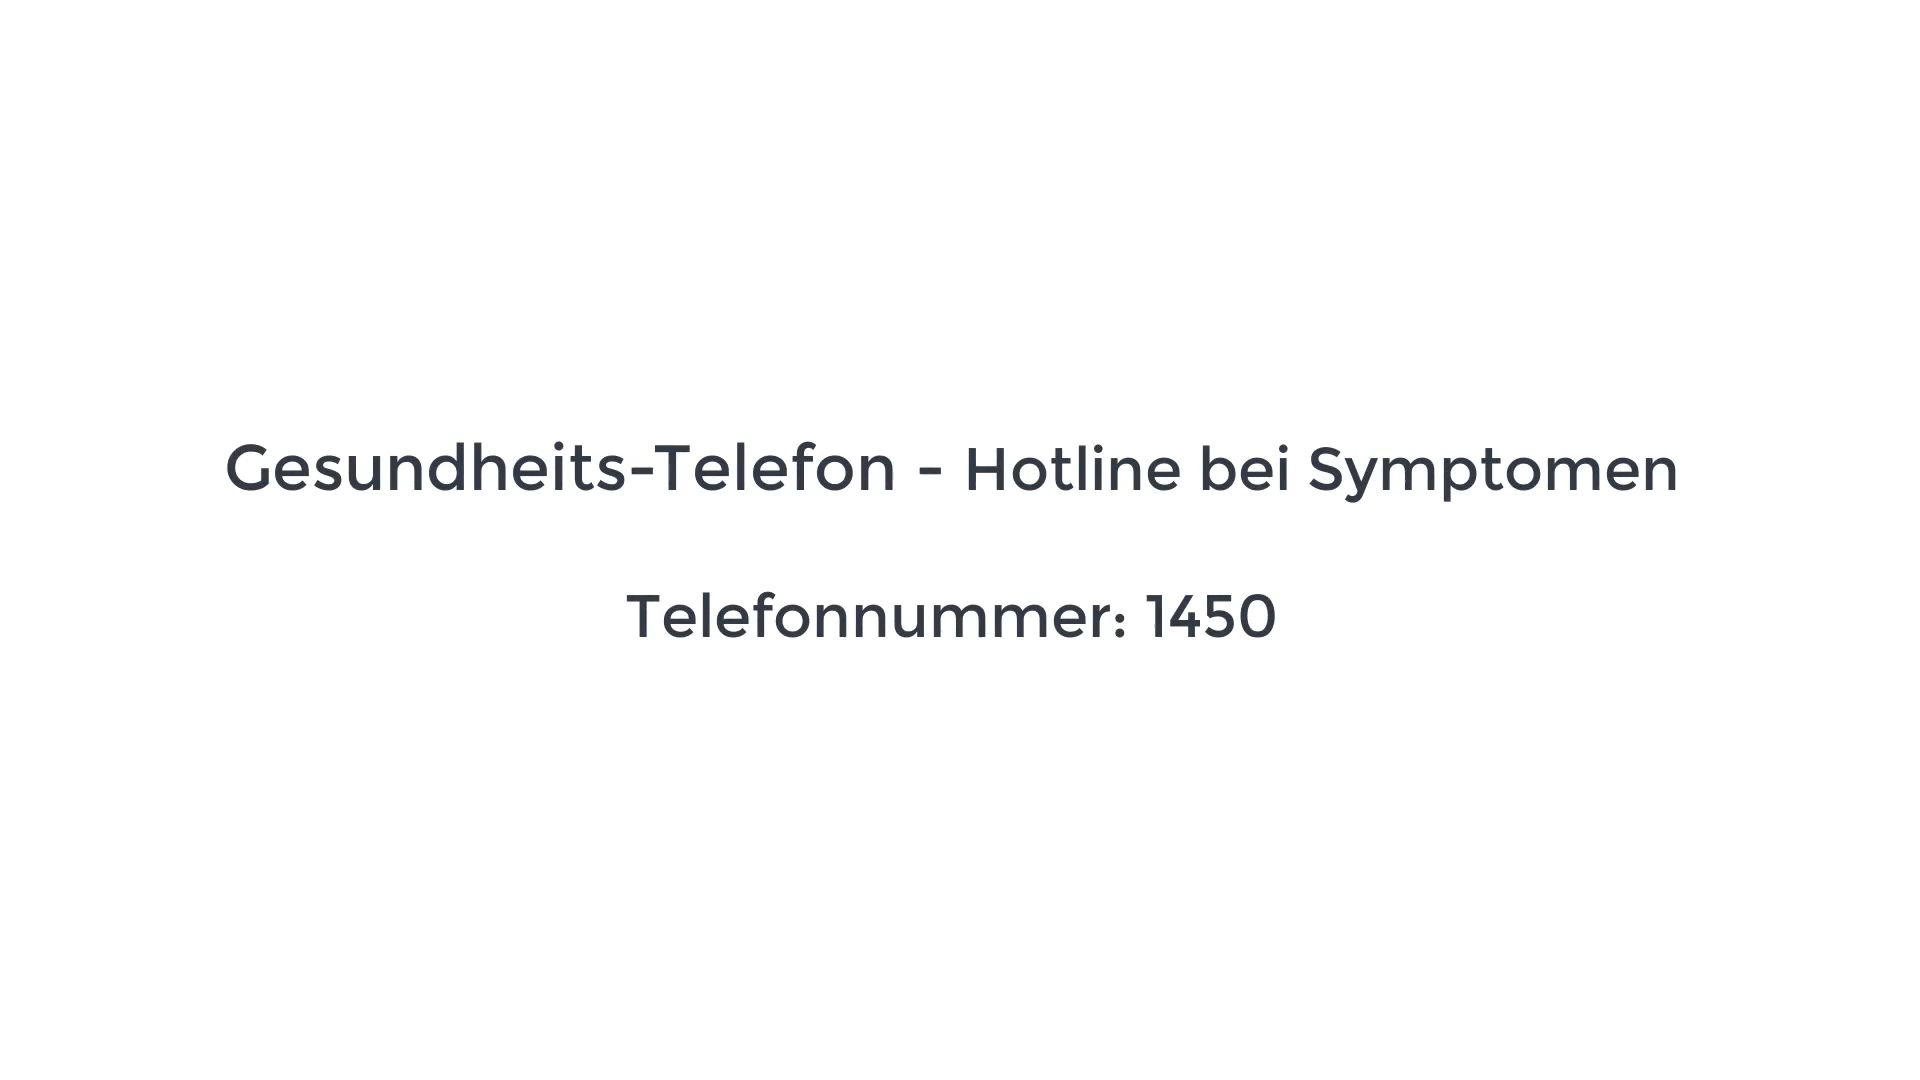 Gesundheits-Telefon - Hotline bei Symptomen
Telefonnummer: 1450